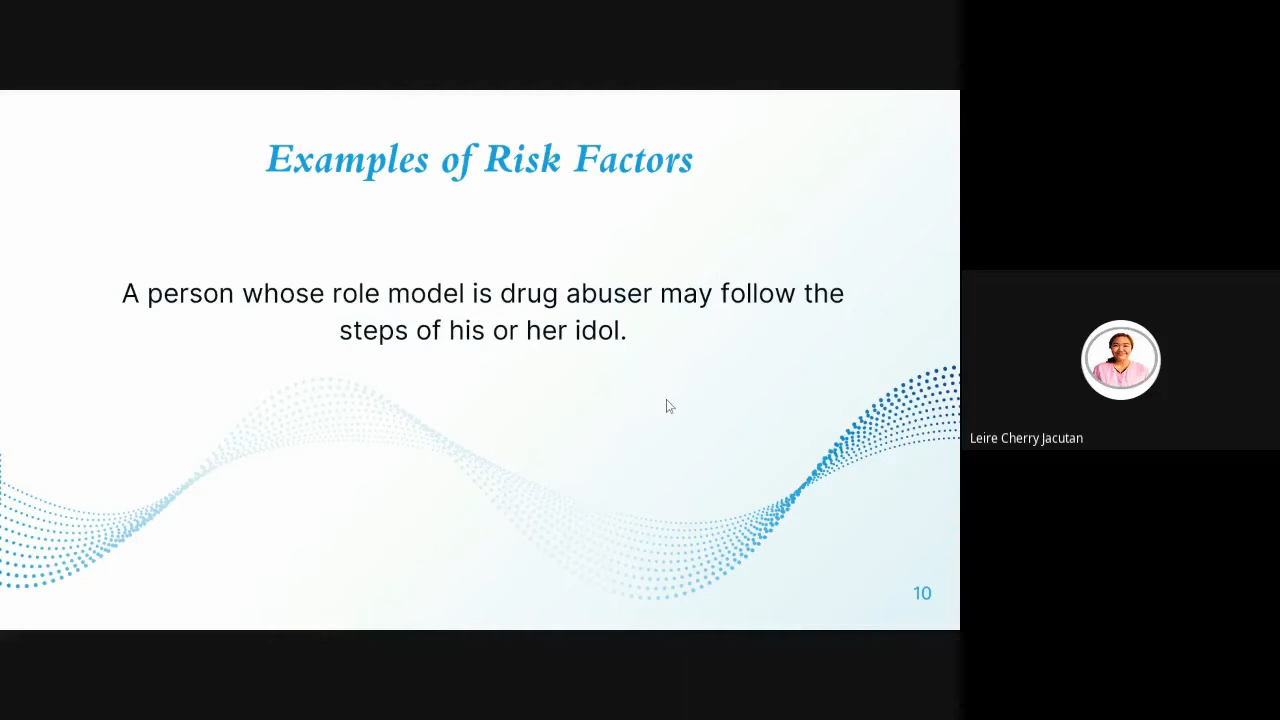 Examples of Risk Factors
A person whose role model is drug abuser may follow the
steps of his or her idol.
Leire Cherry Jacutan
10